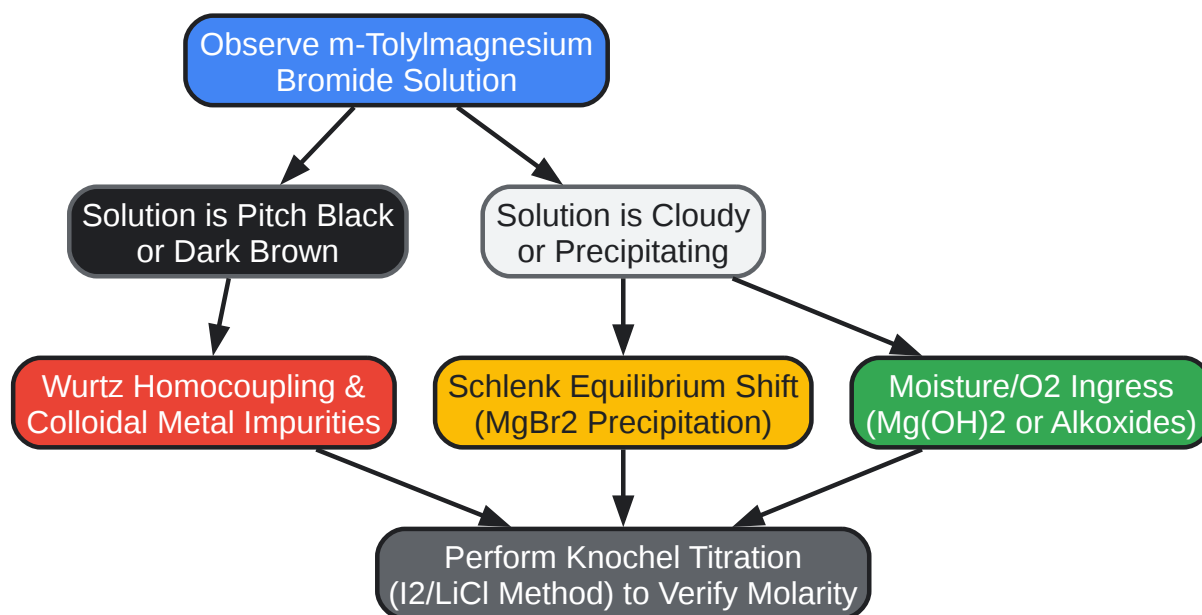 Observe m-Tolylmagnesium
Bromide Solution
Solution is Pitch Black
or Dark Brown
Solution is Cloudy
or Precipitating
Wurtz Homocoupling &
Colloidal Metal Impurities
Schlenk Equilibrium Shift
(MgBr2 Precipitation)
Moisture/O2 Ingress
(Mg(OH)2 or Alkoxides)
Perform Knochel Titration
(I2/LiCl Method) to Verify Molarity